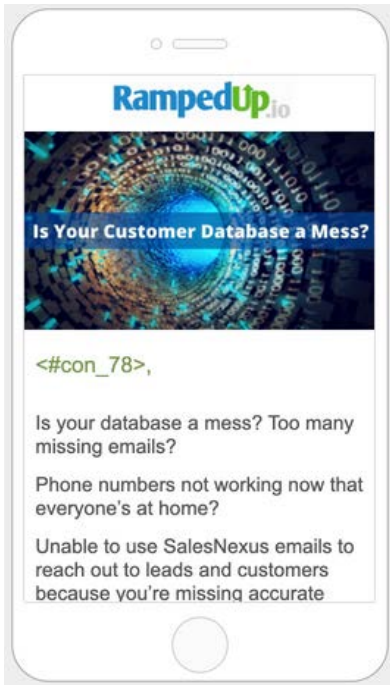 RampedUp.io
Is Your Customer Database a Mess?
<#con_78>,
Is your database a mess? Too many
missing emails?
Phone numbers not working now that
everyone's at home?
Unable to use SalesNexus emails to
reach out to leads and customers
because you're missing accurate